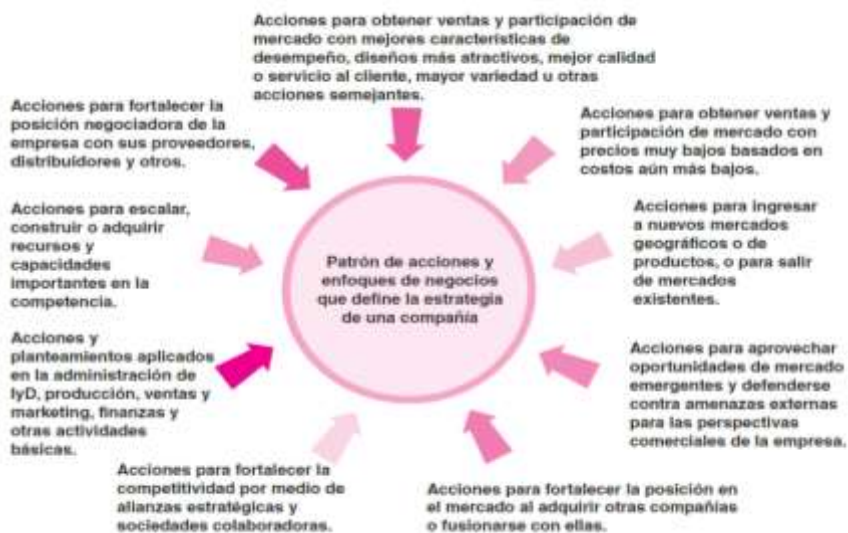 Acciones para obtener ventas y participación de
mercado con mejores características de
desempeño, diseños más atractivos, mejor calidad
o servicio al cliente, mayor variedad u otras
acciones semejantes.
Acciones para obtener ventas y
participación de mercado con
precios muy bajos basados en
costos aún más bajos.
Acciones para ingresar
a nuevos mercados
geográficos o de
productos, o para salir
de mercados
existentes.
Acciones para aprovechar
oportunidades de mercado
emergentes y defenderse
contra amenazas externas
para las perspectivas
comerciales de la empresa.
Acciones para fortalecer la posición en
el mercado al adquirir otras compañías
o fusionarse con ellas.
Acciones para fortalecer la
competitividad por medio de
alianzas estratégicas y
sociedades colaboradoras.
Acciones y
planteamientos aplicados
en la administración de
IyD, producción, ventas y
marketing, finanzas y
otras actividades
básicas.
Acciones para escalar,
construir o adquirir
recursos y
capacidades
importantes en la
competencia.
Acciones para fortalecer la
posición negociadora de la
empresa con sus proveedores,
distribuidores y otros.
Patrón de acciones y
enfoques de negocios
que define la estrategia
de una compañía